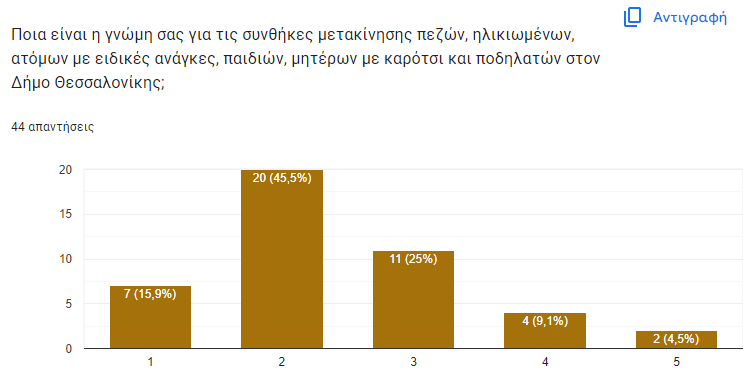 Αντιγραφή
Ποια είναι η γνώμη σας για τις συνθήκες μετακίνησης πεζών, ηλικιωμένων,
ατόμων με ειδικές ανάγκες, παιδιών, μητέρων με καρότσι και ποδηλατών στον
Δήμο Θεσσαλονίκης;
44 απαντήσεις
20
15
10
5
0
7 (15,9%)
20 (45,5%)
11 (25%)
4 (9,1%)
2 (4,5%)
1 2 3 4 5